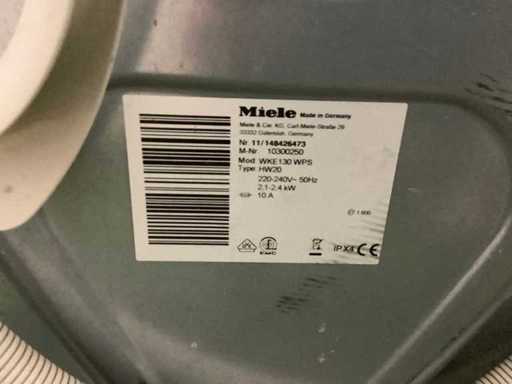 Miele Made in Germany
Miele & Cie. KG, Carl-Miele-Straße 29
33332 Gütersloh, Germany
Nr. 11/148426473
M-Nr. 10300250
Mod. WKE130 WPS
Type: HW20
220-240V~ 50Hz
2.1-2.4 kW
10 A
IPX4 CE